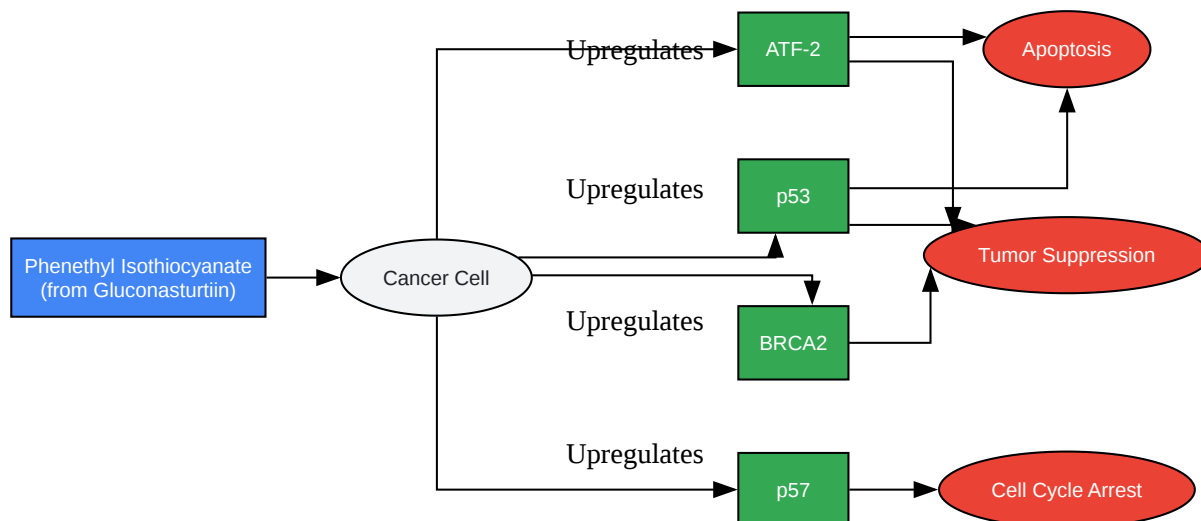 Upregulates
ATF-2
Apoptosis
Upregulates
p53
Phenethyl Isothiocyanate
(from Gluconasturtiin)
Cancer Cell
Tumor Suppression
Upregulates
BRCA2
Upregulates
p57
Cell Cycle Arrest